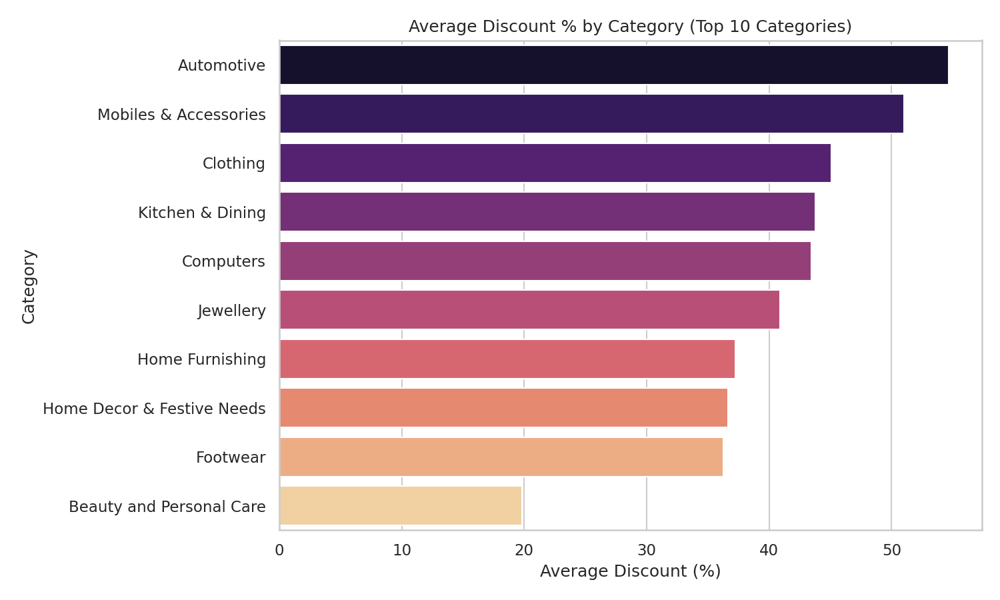 Average Discount % by Category (Top 10 Categories)
Category
Automotive
Mobiles & Accessories
Clothing
Kitchen & Dining
Computers
Jewellery
Home Furnishing
Home Decor & Festive Needs
Footwear
Beauty and Personal Care
0 10 20 30 40 50
Average Discount (%)